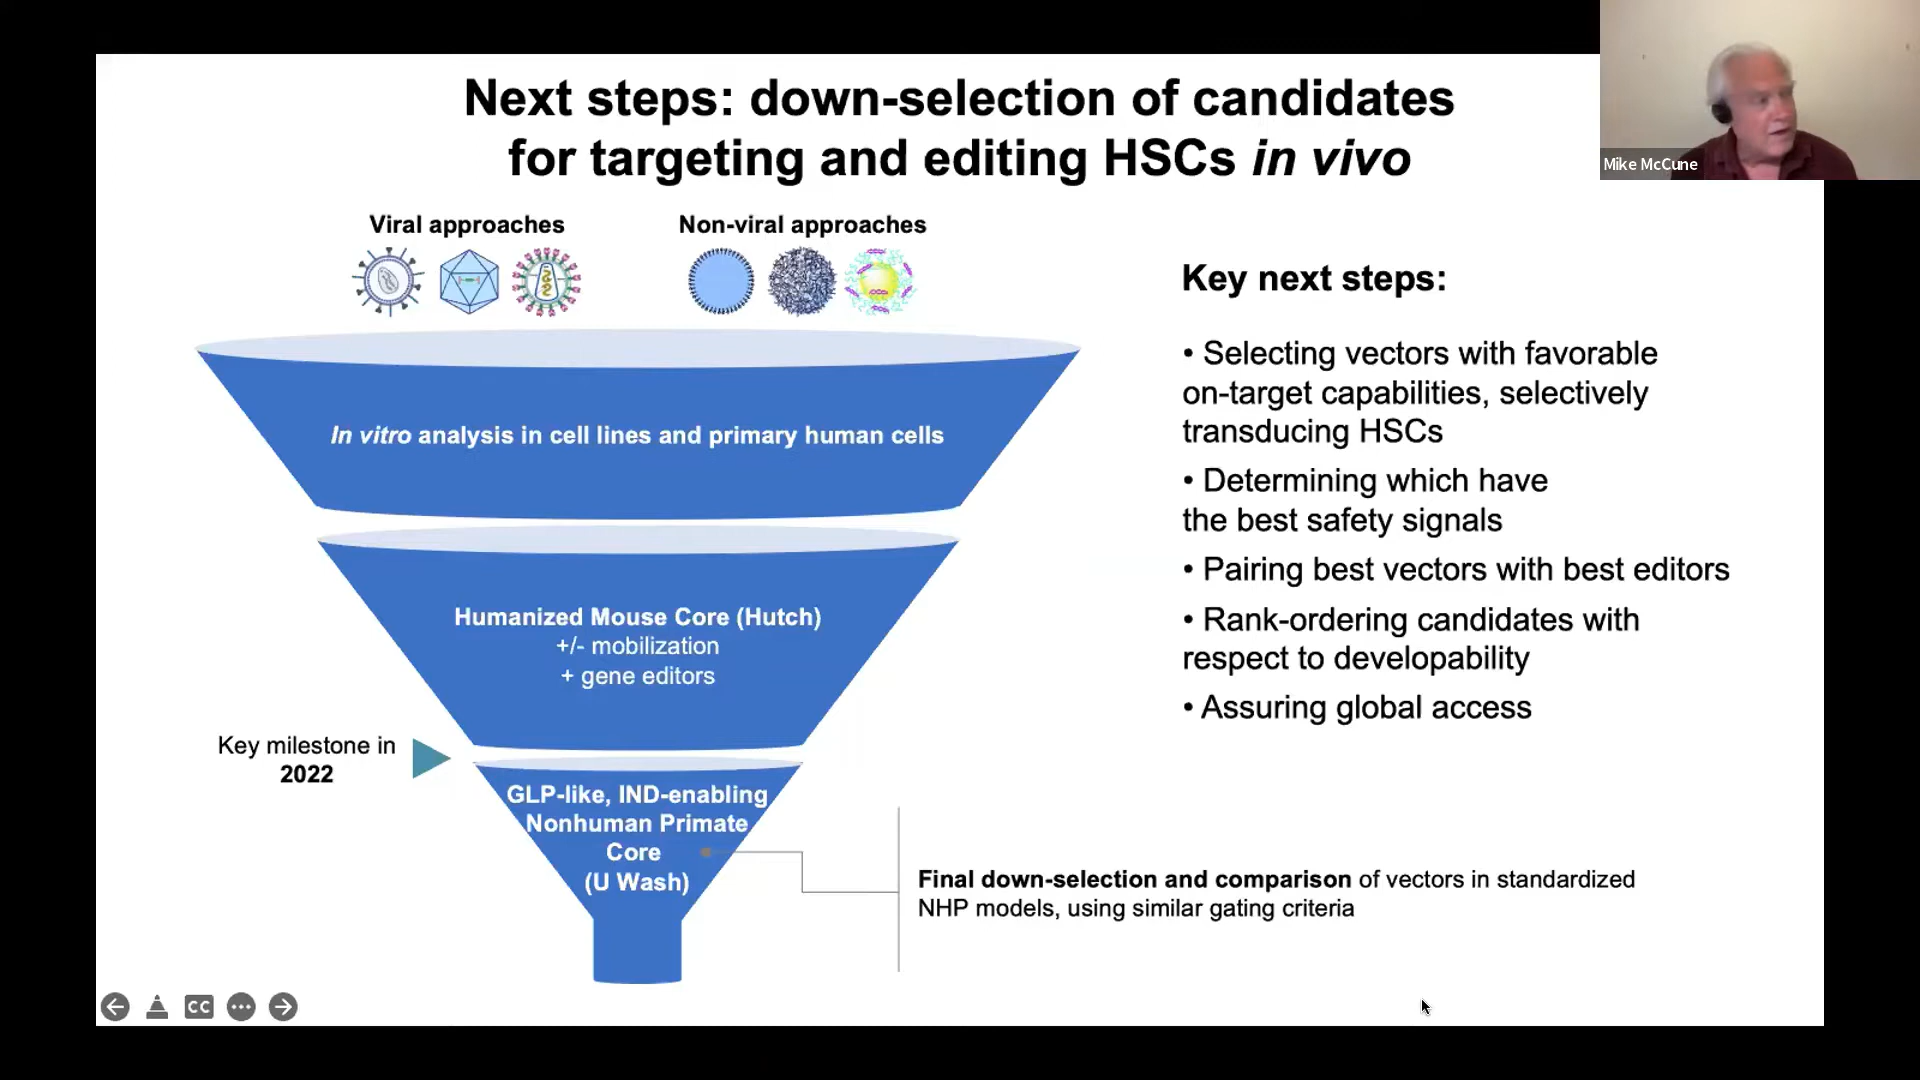 Next steps: down-selection of candidates
for targeting and editing HSCs in vivo
Mike McCune
Viral approaches
Non-viral approaches
In vitro analysis in cell lines and primary human cells
Humanized Mouse Core (Hutch)
+/- mobilization
+ gene editors
Key milestone in
2022
GLP-like, IND-enabling
Nonhuman Primate
Core
(U Wash)
Final down-selection and comparison of vectors in standardized
NHP models, using similar gating criteria
Key next steps:
• Selecting vectors with favorable
on-target capabilities, selectively
transducing HSCs
• Determining which have
the best safety signals
• Pairing best vectors with best editors
• Rank-ordering candidates with
respect to developability
• Assuring global access
CC